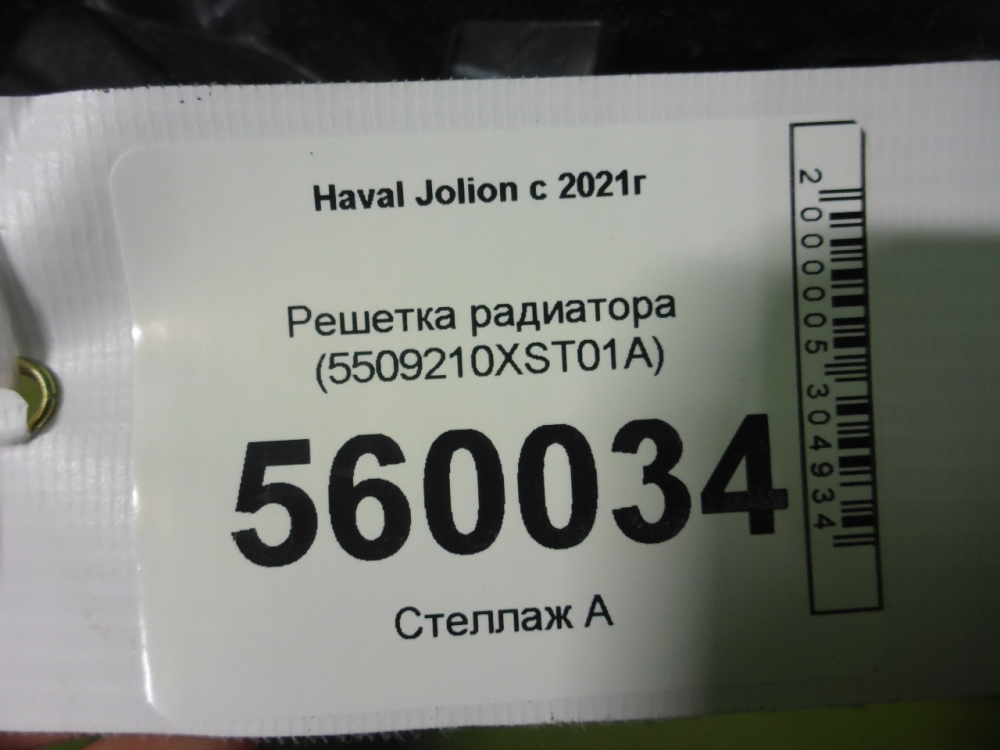 Haval Jolion с 2021г
Решетка радиатора
(5509210XST01A)
560034
Стеллаж А
2000005304934